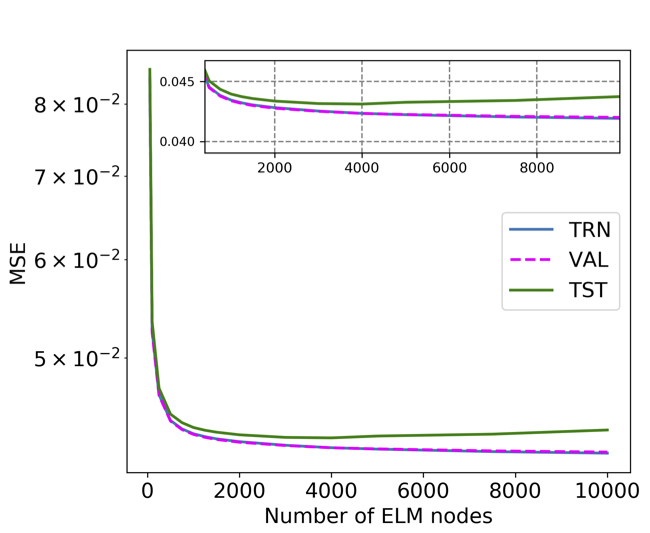 0.045
0.040
2000 4000 6000 8000
8 × 10⁻²
7 × 10⁻²
6 × 10⁻²
5 × 10⁻²
MSE
TRN
VAL
TST
0 2000 4000 6000 8000 10000
Number of ELM nodes